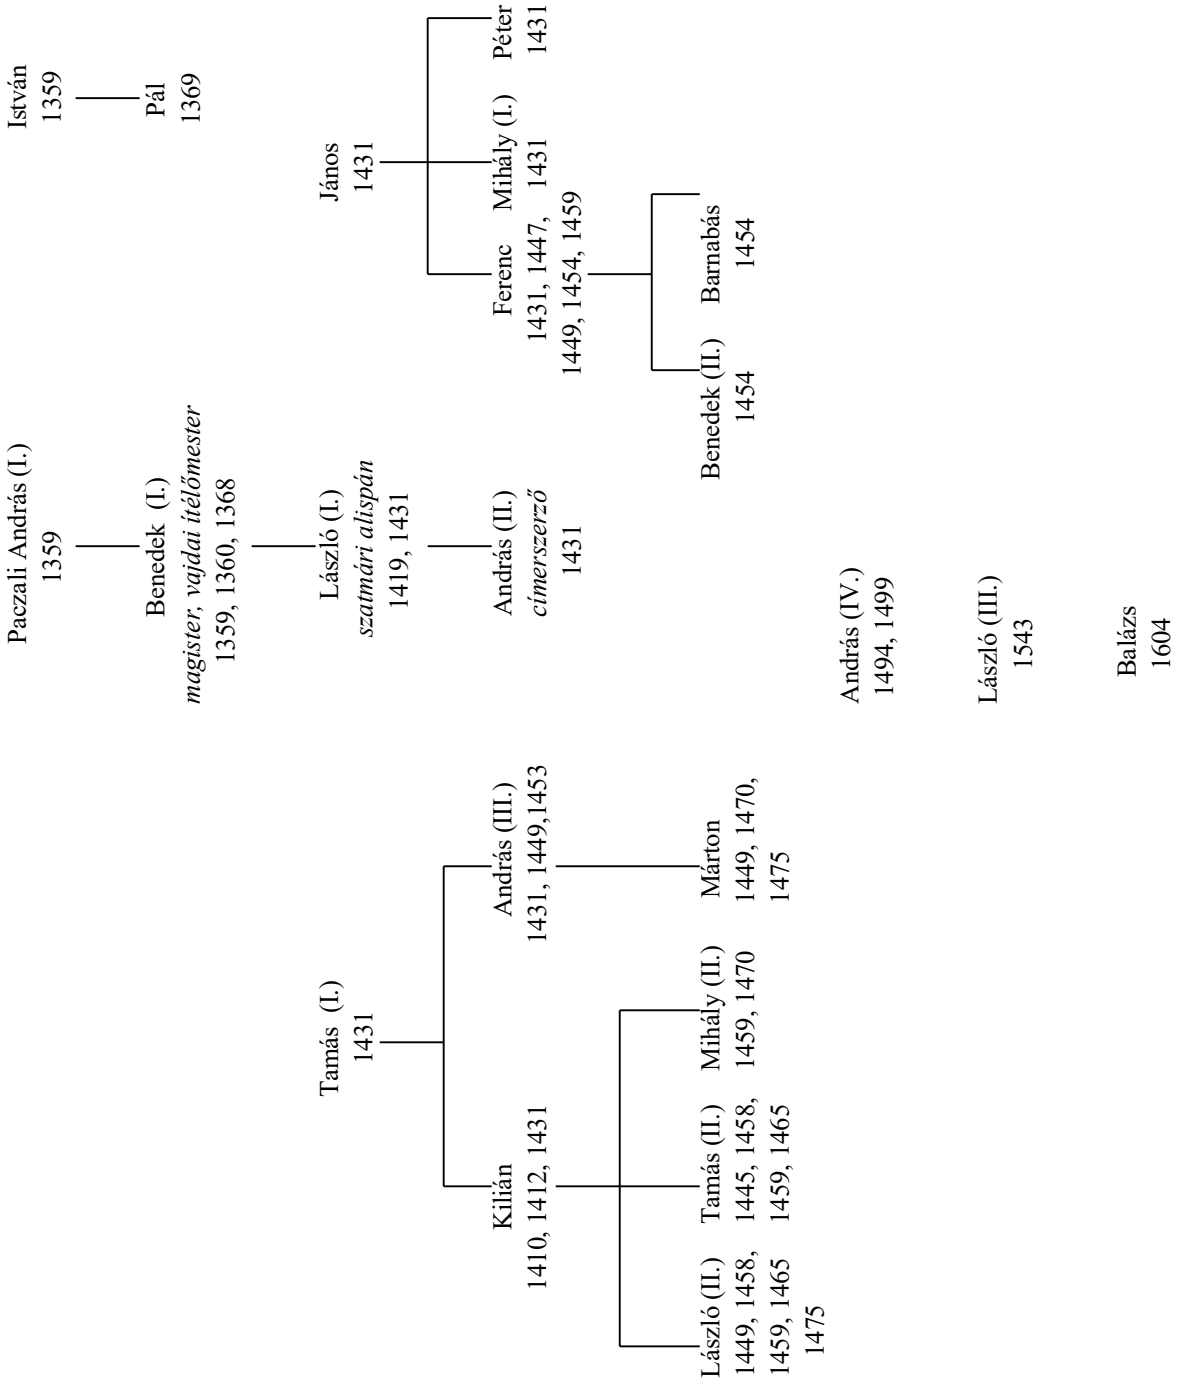 Paczali András (I.)
1359
István
1359
Benedek (I.)
magister, vajdai ítélőmester
1359, 1360, 1368
Pál
1369
Tamás (I.)
1431
László (I.)
szatmári alispán
1419, 1431
János
1431
Kilián
1410, 1412, 1431
András (III.)
1431, 1449,1453
András (II.)
címerszerző
1431
Ferenc
1431, 1447,
1449, 1454, 1459
Mihály (I.)
1431
Péter
1431
László (II.)
1449, 1458,
1459, 1465
1475
Tamás (II.)
1445, 1458,
1459, 1465
Mihály (II.)
1459, 1470
Márton
1449, 1470,
1475
Benedek (II.)
1454
Barnabás
1454
András (IV.)
1494, 1499
László (III.)
1543
Balázs
1604